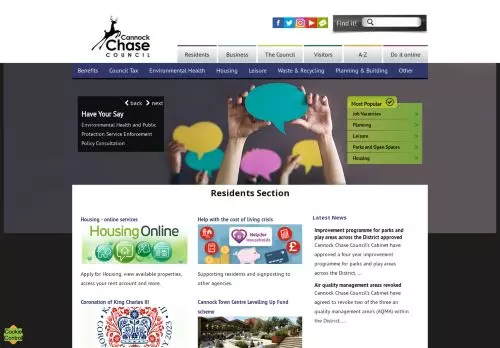 Cannock
Chase
COUNCIL
Find it!
Residents
Business
The Council
Visitors
A-Z
Do it online
Benefits
Council Tax
Environmental Health
Housing
Leisure
Waste & Recycling
Planning & Building
Other
back
next
Have Your Say
Environmental Health and Public
Protection Service Enforcement
Policy Consultation
Most Popular
Job Vacancies
Planning
Leisure
Parks and Open Spaces
Housing
Residents Section
Housing - online services
Housing Online
Apply for Housing, view available properties,
access your rent account and more.
Help with the cost of living crisis
Help for
Households
Supporting residents and signposting to
other agencies.
Latest News
Improvement programme for parks and
play areas across the District approved
Cannock Chase Council's Cabinet have
approved a four year improvement
programme for parks and play areas
across the District. ...
Air quality management areas revoked
Cannock Chase Council's Cabinet have
agreed to revoke two of the three air
quality management area's (AQMA) within
the District. ...
Coronation of King Charles III
Cannock Town Centre Levelling Up Fund
scheme
Cookie
Control